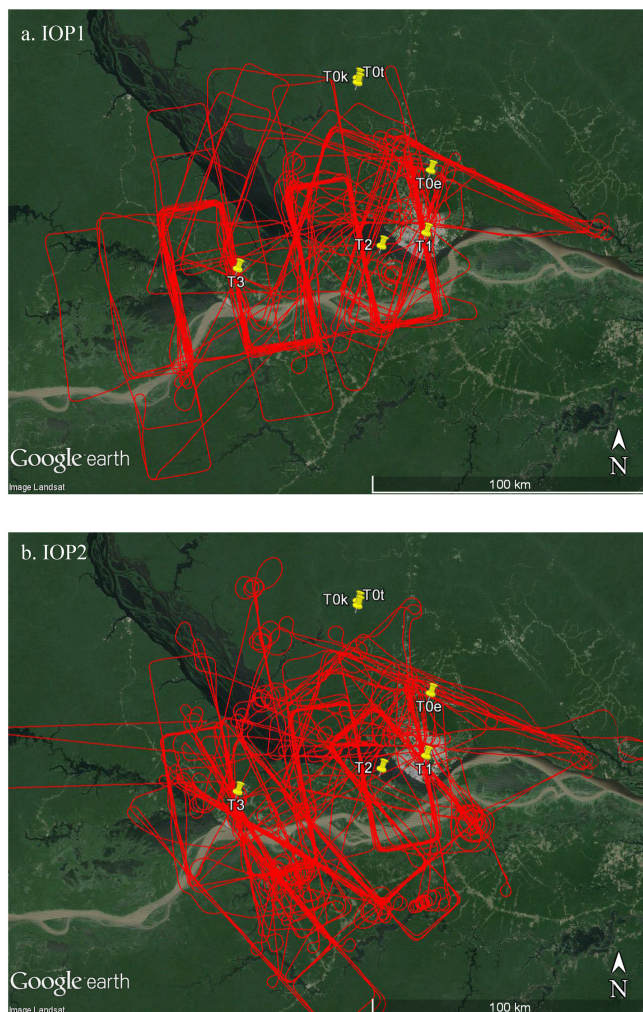 a. IOP1
T0k T0t
T0e
T2 T1
T3
Google earth
Image Landsat
100 km
N
b. IOP2
T0k T0t
T0e
T2 T1
T3
Google earth
Image Landsat
100 km
N